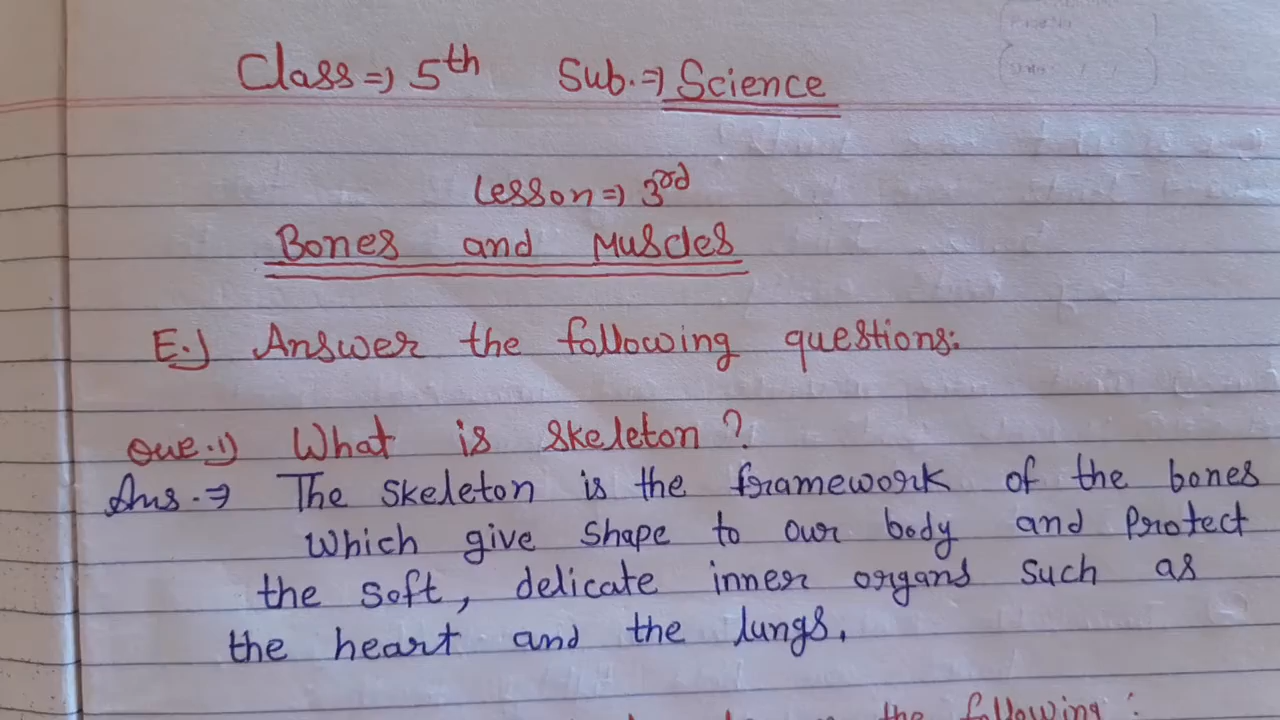 Class ⇒ 5th Sub. ⇒ Science
Lesson ⇒ 3rd
Bones and Muscles
E.) Answer the following questions:
Que.1) What is skeleton ?
Ans. ⇒ The skeleton is the framework of the bones
which give shape to our body and Protect
the soft, delicate inner organs such as
the heart and the lungs.
the following :